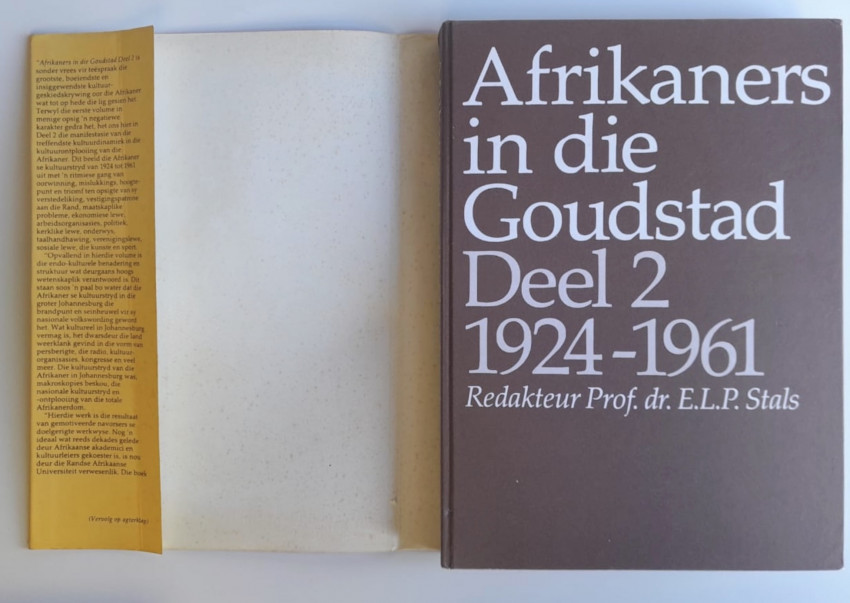 "Afrikaners in die Goudstad Deel 2 is
sonder vrees vir teëspraak die
grootste, boeiendste en
insiggewendste kultuur-
geskiedskrywing oor die Afrikaner
wat tot op hede die lig gesien het.
Terwyl die eerste volume in
menige opsig 'n negatiewe
karakter gedra het, het ons hier in
Deel 2 die manifestasie van die
treffendste kultuurdinamiek in die
kultuurontplooiing van die
Afrikaner. Dit beeld die Afrikaner
se kultuurstryd van 1924 tot 1961
uit met 'n ritmiese gang van
oorwinning, mislukkings, hoogte-
punt en triomf ten opsigte van sy
verstedeliking, vestigingspatrone
aan die Rand, maatskaplike
probleme, ekonomiese lewe,
arbeidsorganisasies, politiek,
kerklike lewe, onderwys,
taalhandhawing, verenigingslewe,
sosiale lewe, die kunste en sport.
"Opvallend in hierdie volume is
die endo-kulturele benadering en
struktuur wat deurgaans hoogs
wetenskaplik verantwoord is. Dit
staan soos 'n paal bo water dat die
Afrikaner se kultuurstryd in die
groter Johannesburg die
brandpunt en seinheuwel vir sy
nasionale volkswording geword
het. Wat kultureel in Johannesburg
vermag is, het dwarsdeur die land
weerklank gevind in die vorm van
persberigte, die radio, kultuur-
organisasies, kongresse en veel
meer. Die kultuurstryd van die
Afrikaner in Johannesburg was,
makroskopies beskou, die
nasionale kultuurstryd en
-ontplooiing van die totale
Afrikanerdom.
"Hierdie werk is die resultaat
van gemotiveerde navorsers se
doelgerigte werkwyse. Nog 'n
ideaal wat reeds dekades gelede
deur Afrikaanse akademici en
kultuurleiers gekoester is, is nou
deur die Randse Afrikaanse
Universiteit verwesenlik. Die boek
(Vervolg op agterklap)
Afrikaners
in die
Goudstad
Deel 2
1924-1961
Redakteur Prof. dr. E.L.P. Stals